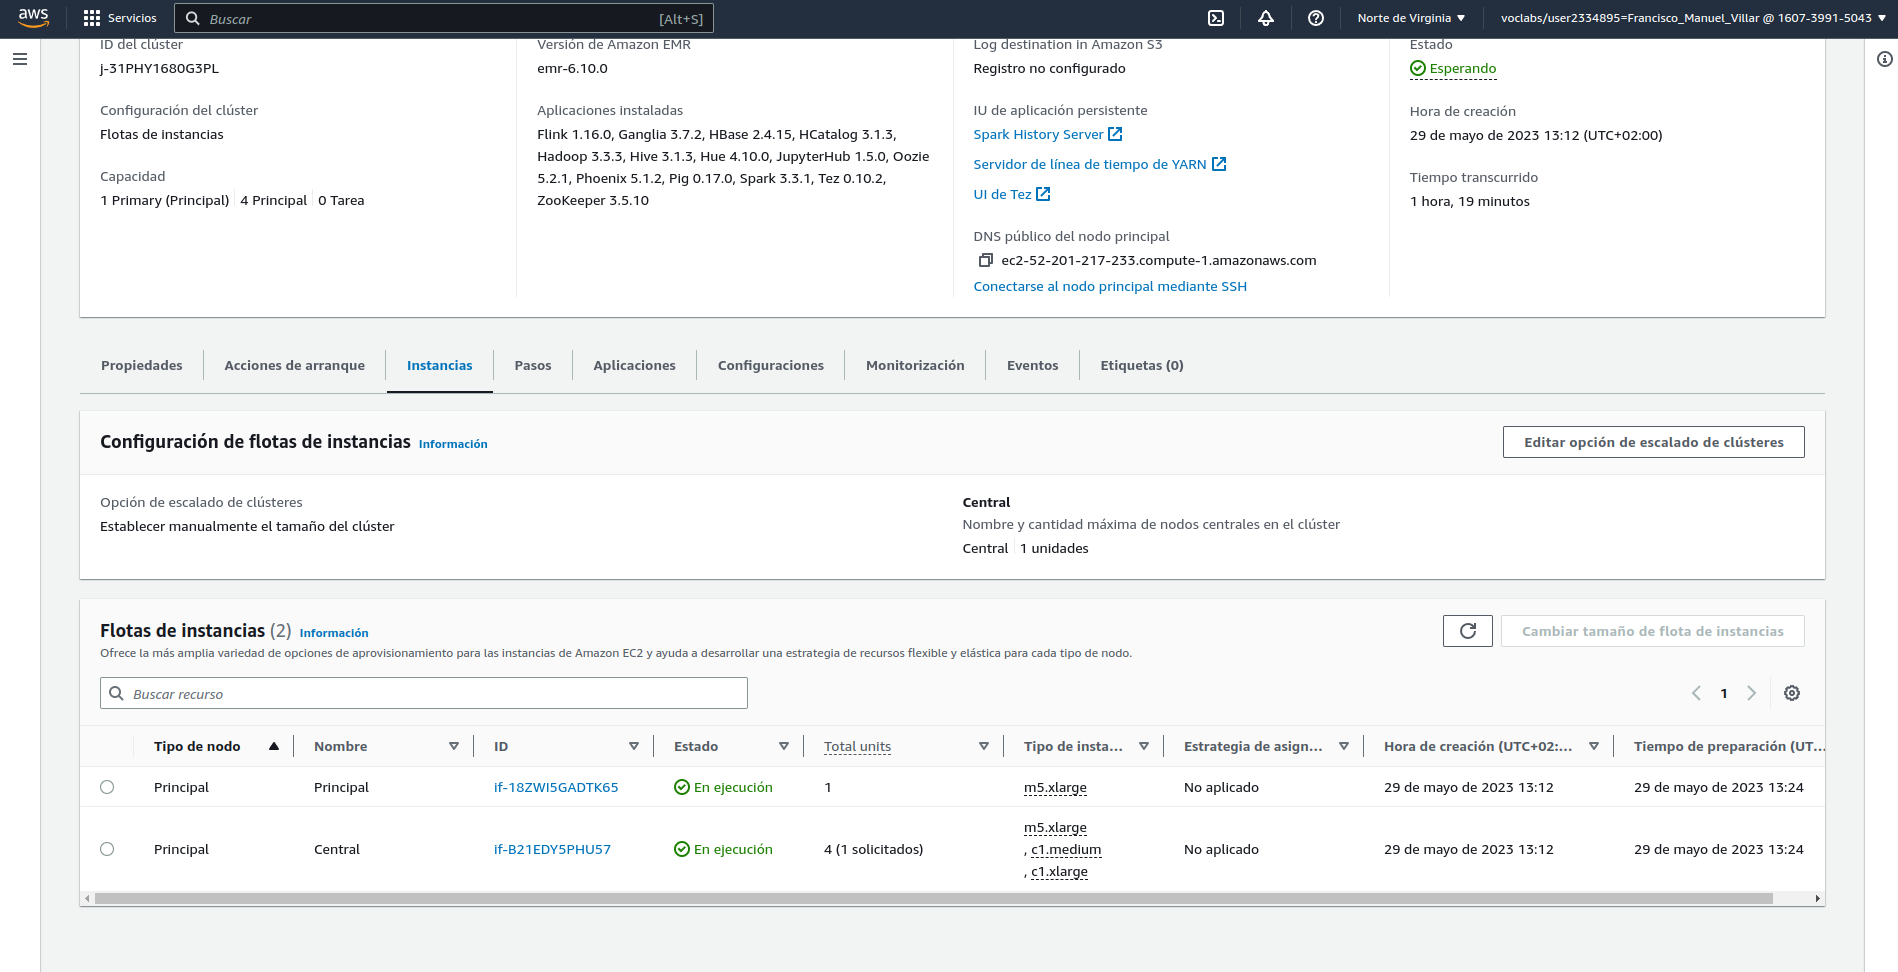 aws
Servicios
Buscar
[Alt+S]
Norte de Virginia
voclabs/user2334895=Francisco_Manuel_Villar @ 1607-3991-5043
ID del clúster
j-31PHY1680G3PL
Configuración del clúster
Flotas de instancias
Capacidad
1 Primary (Principal) 4 Principal 0 Tarea
Versión de Amazon EMR
emr-6.10.0
Aplicaciones instaladas
Flink 1.16.0, Ganglia 3.7.2, HBase 2.4.15, HCatalog 3.1.3,
Hadoop 3.3.3, Hive 3.1.3, Hue 4.10.0, JupyterHub 1.5.0, Oozie
5.2.1, Phoenix 5.1.2, Pig 0.17.0, Spark 3.3.1, Tez 0.10.2,
ZooKeeper 3.5.10
Log destination in Amazon S3
Registro no configurado
IU de aplicación persistente
Spark History Server
Servidor de línea de tiempo de YARN
UI de Tez
DNS público del nodo principal
ec2-52-201-217-233.compute-1.amazonaws.com
Conectarse al nodo principal mediante SSH
Estado
Esperando
Hora de creación
29 de mayo de 2023 13:12 (UTC+02:00)
Tiempo transcurrido
1 hora, 19 minutos
Propiedades
Acciones de arranque
Instancias
Pasos
Aplicaciones
Configuraciones
Monitorización
Eventos
Etiquetas (0)
Configuración de flotas de instancias Información
Editar opción de escalado de clústeres
Opción de escalado de clústeres
Establecer manualmente el tamaño del clúster
Central
Nombre y cantidad máxima de nodos centrales en el clúster
Central 1 unidades
Flotas de instancias (2) Información
Ofrece la más amplia variedad de opciones de aprovisionamiento para las instancias de Amazon EC2 y ayuda a desarrollar una estrategia de recursos flexible y elástica para cada tipo de nodo.
Cambiar tamaño de flota de instancias
Buscar recurso
1
Tipo de nodo Nombre ID Estado Total units Tipo de insta... Estrategia de asign... Hora de creación (UTC+02:... Tiempo de preparación (UT...
Principal Principal if-18ZWI5GADTK65 En ejecución 1 m5.xlarge No aplicado 29 de mayo de 2023 13:12 29 de mayo de 2023 13:24
Principal Central if-B21EDY5PHU57 En ejecución 4 (1 solicitados) m5.xlarge
, c1.medium
, c1.xlarge
No aplicado 29 de mayo de 2023 13:12 29 de mayo de 2023 13:24